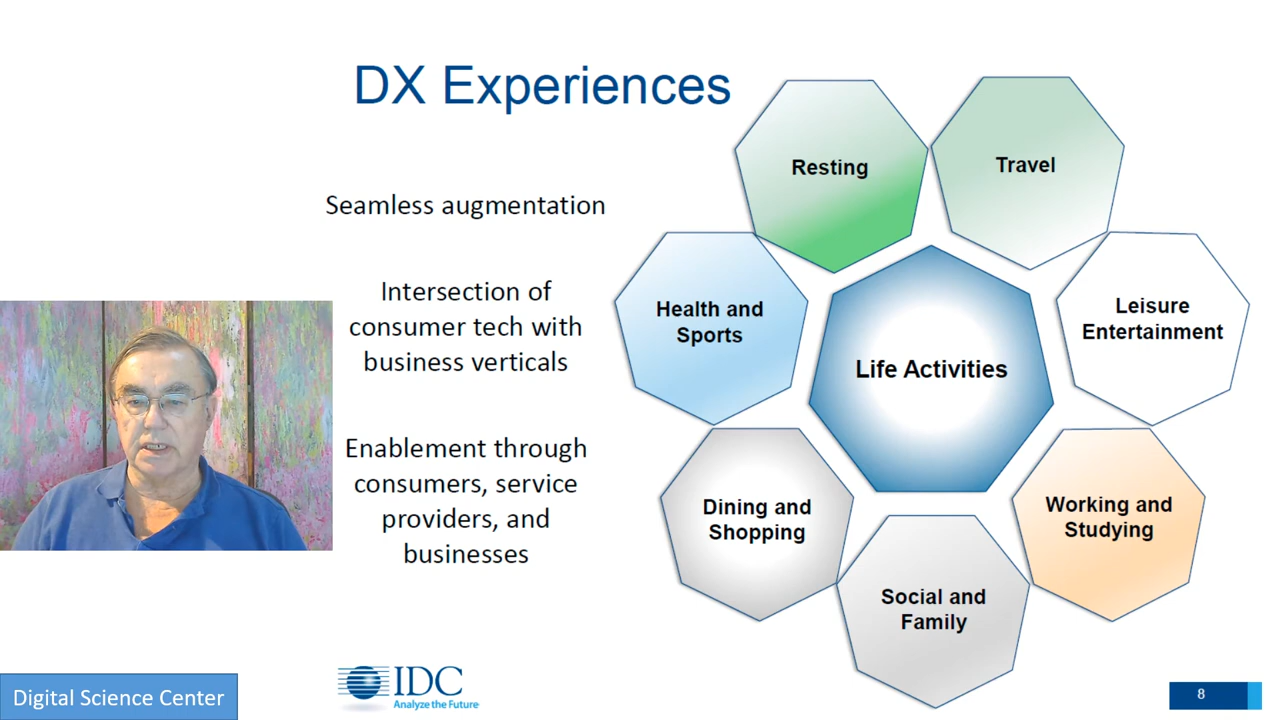 DX Experiences
Seamless augmentation
Intersection of
consumer tech with
business verticals
Enablement through
consumers, service
providers, and
businesses
Resting
Travel
Health and
Sports
Leisure
Entertainment
Life Activities
Dining and
Shopping
Working and
Studying
Social and
Family
Digital Science Center
IDC
Analyze the Future
8